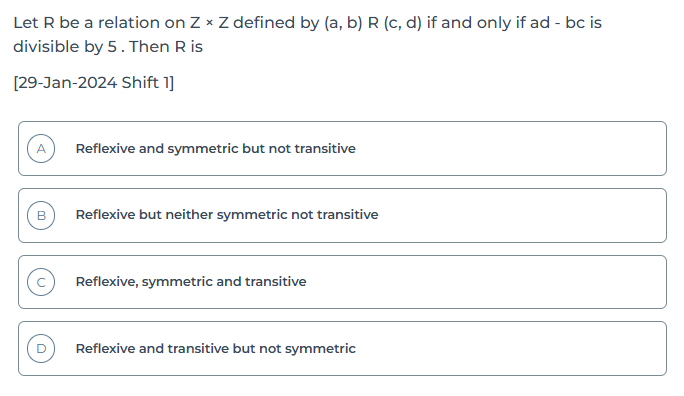 Let R be a relation on Z × Z defined by (a, b) R (c, d) if and only if ad - bc is
divisible by 5 . Then R is
[29-Jan-2024 Shift 1]
A Reflexive and symmetric but not transitive
B Reflexive but neither symmetric not transitive
C Reflexive, symmetric and transitive
D Reflexive and transitive but not symmetric